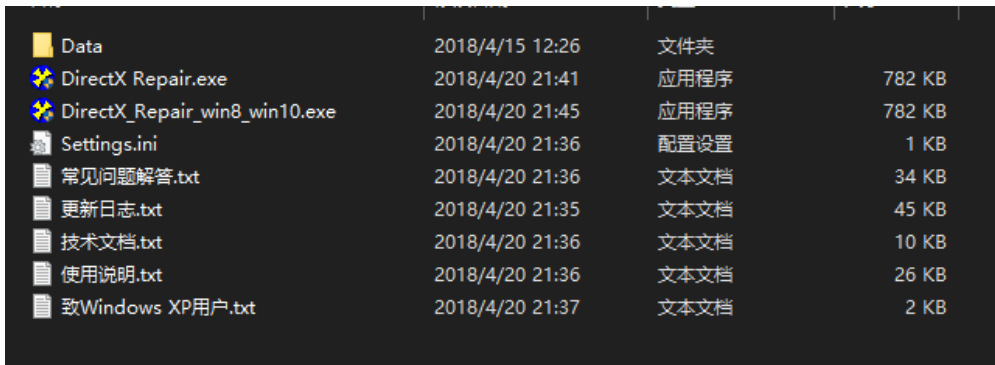 Data 2018/4/15 12:26 文件夹
DirectX Repair.exe 2018/4/20 21:41 应用程序 782 KB
DirectX_Repair_win8_win10.exe 2018/4/20 21:45 应用程序 782 KB
Settings.ini 2018/4/20 21:36 配置设置 1 KB
常见问题解答.txt 2018/4/20 21:36 文本文档 34 KB
更新日志.txt 2018/4/20 21:35 文本文档 45 KB
技术文档.txt 2018/4/20 21:36 文本文档 10 KB
使用说明.txt 2018/4/20 21:36 文本文档 26 KB
致Windows XP用户.txt 2018/4/20 21:37 文本文档 2 KB